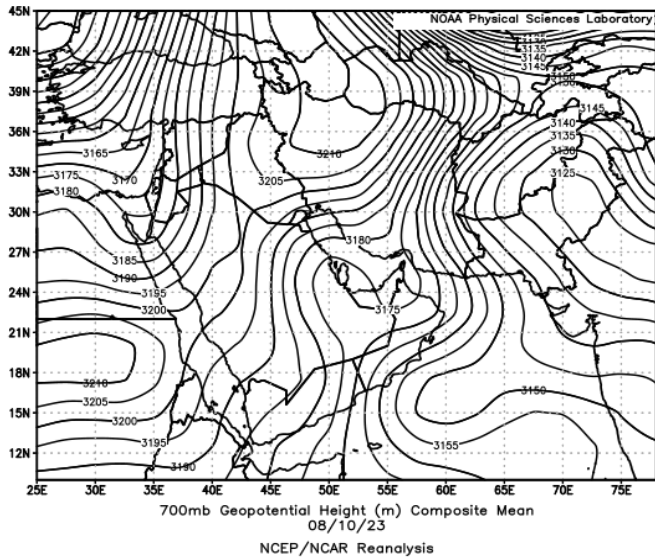 NOAA Physical Sciences Laboratory
45N
3135
3140
3145
3150
42N
39N
3145
3140
36N
3210
3135
3165
3130
33N
3175
3170
3205
3125
3180
30N
3180
27N
3185
3190
24N
3195
3175
3200
21N
18N
3210
3150
3205
15N
3200
3155
3195
12N
3190
25E 30E 35E 40E 45E 50E 55E 60E 65E 70E 75E
700mb Geopotential Height (m) Composite Mean
08/10/23
NCEP/NCAR Reanalysis